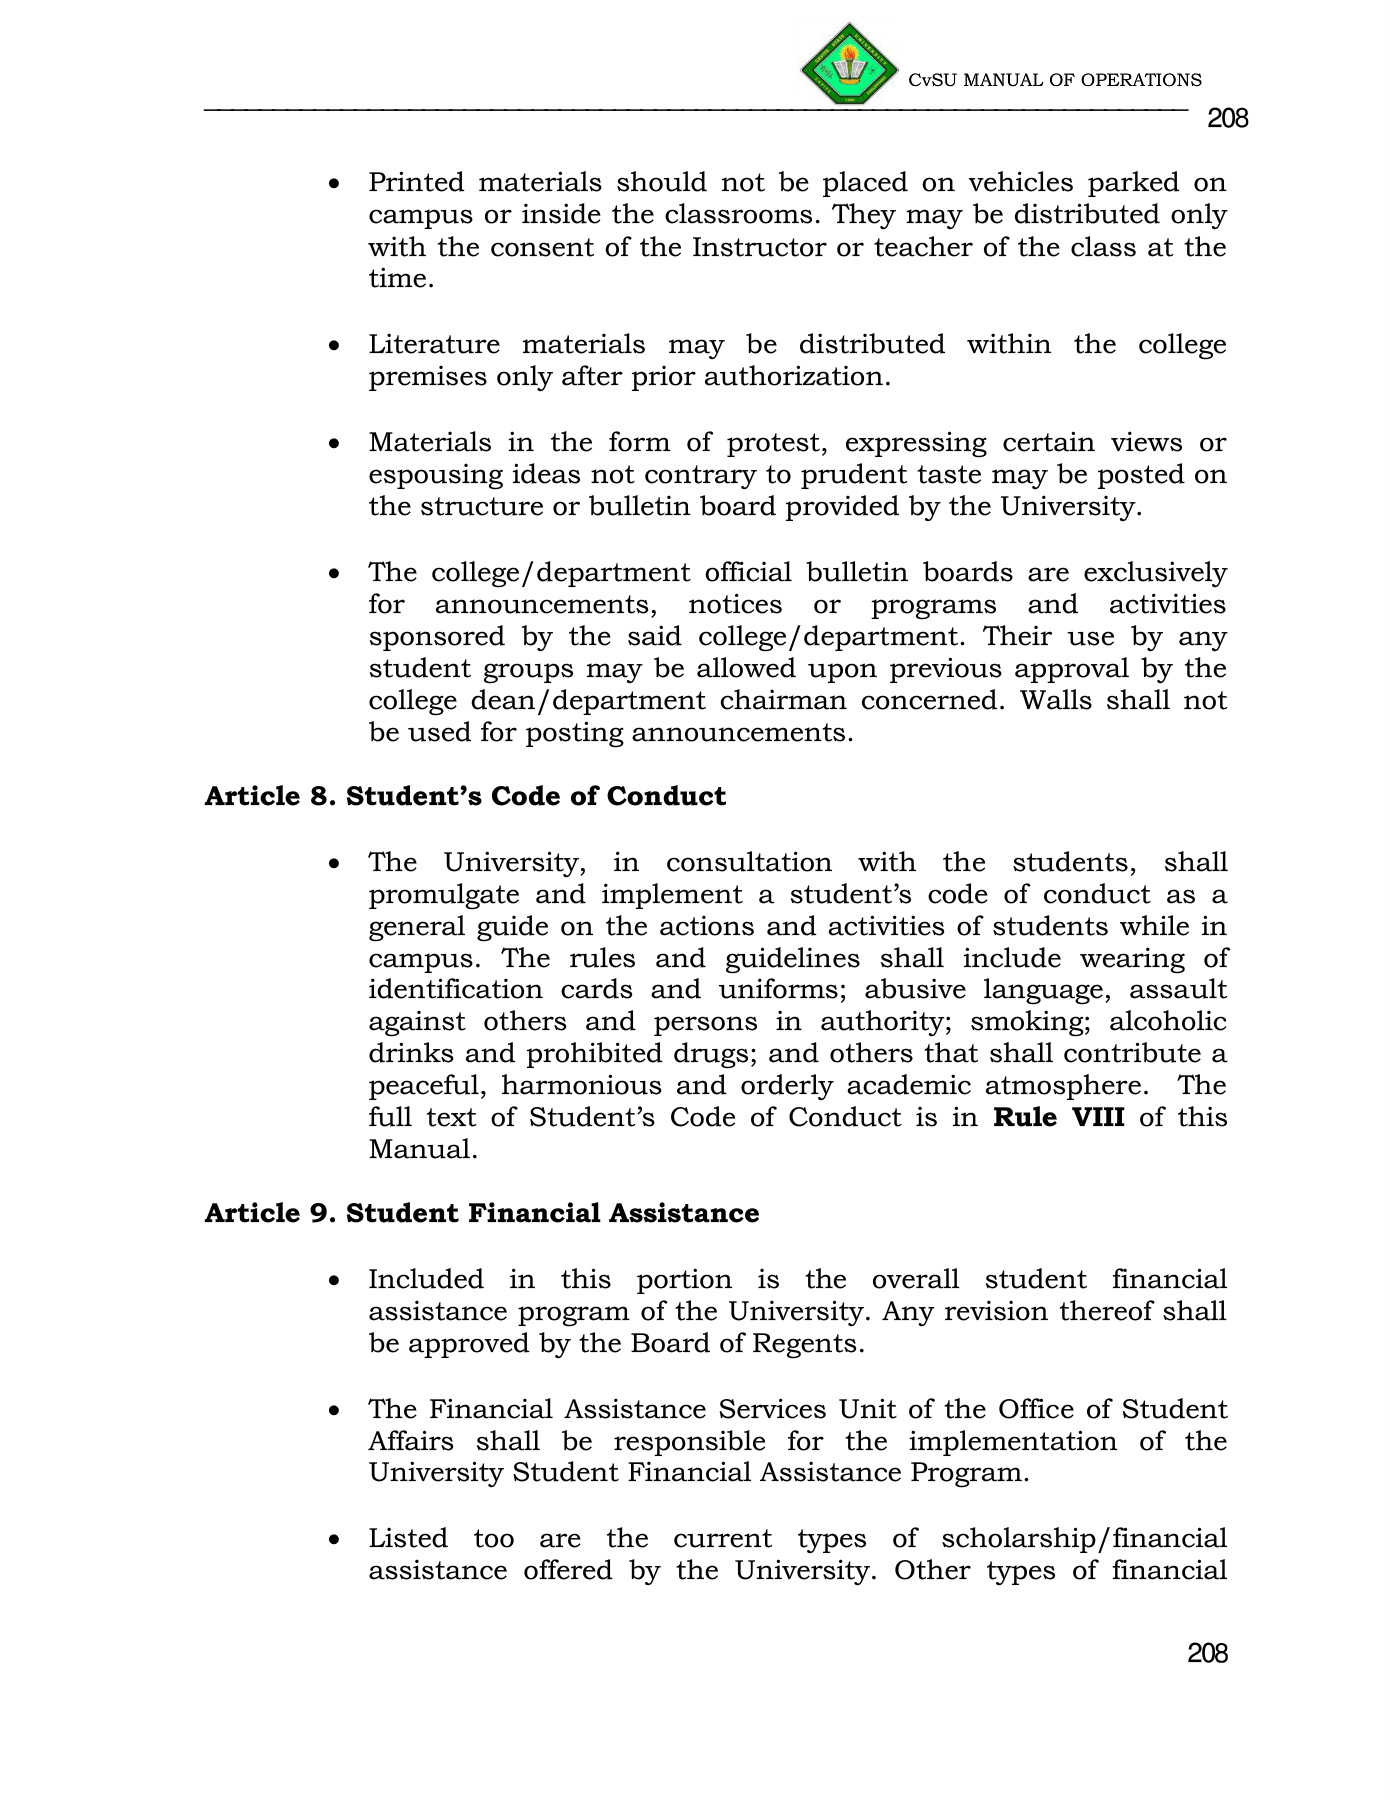 CvSU MANUAL OF OPERATIONS
208
• Printed materials should not be placed on vehicles parked on
campus or inside the classrooms. They may be distributed only
with the consent of the Instructor or teacher of the class at the
time.
• Literature materials may be distributed within the college
premises only after prior authorization.
• Materials in the form of protest, expressing certain views or
espousing ideas not contrary to prudent taste may be posted on
the structure or bulletin board provided by the University.
• The college/department official bulletin boards are exclusively
for announcements, notices or programs and activities
sponsored by the said college/department. Their use by any
student groups may be allowed upon previous approval by the
college dean/department chairman concerned. Walls shall not
be used for posting announcements.
Article 8. Student’s Code of Conduct
• The University, in consultation with the students, shall
promulgate and implement a student’s code of conduct as a
general guide on the actions and activities of students while in
campus. The rules and guidelines shall include wearing of
identification cards and uniforms; abusive language, assault
against others and persons in authority; smoking; alcoholic
drinks and prohibited drugs; and others that shall contribute a
peaceful, harmonious and orderly academic atmosphere. The
full text of Student’s Code of Conduct is in Rule VIII of this
Manual.
Article 9. Student Financial Assistance
• Included in this portion is the overall student financial
assistance program of the University. Any revision thereof shall
be approved by the Board of Regents.
• The Financial Assistance Services Unit of the Office of Student
Affairs shall be responsible for the implementation of the
University Student Financial Assistance Program.
• Listed too are the current types of scholarship/financial
assistance offered by the University. Other types of financial
208